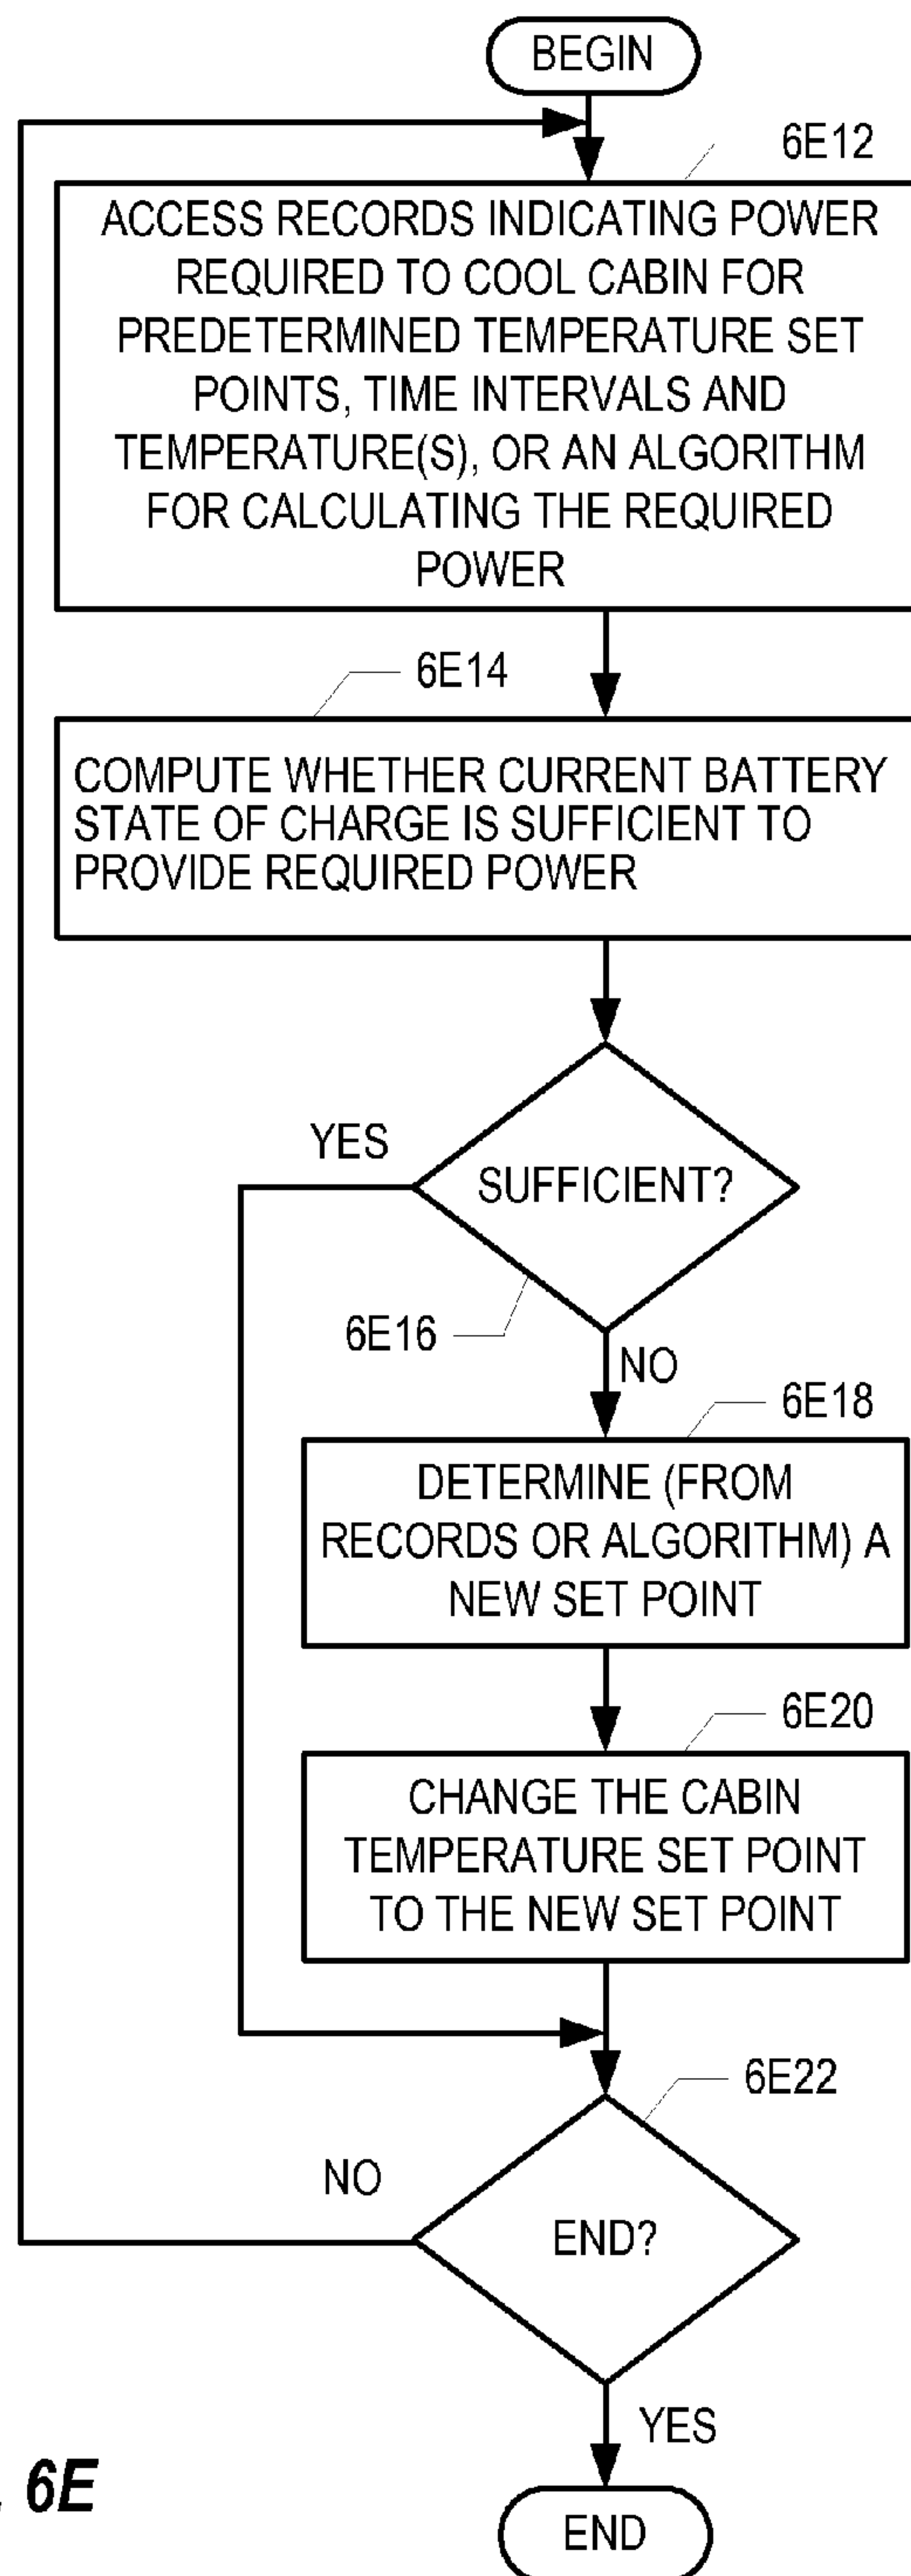 BEGIN
6E12
ACCESS RECORDS INDICATING POWER
REQUIRED TO COOL CABIN FOR
PREDETERMINED TEMPERATURE SET
POINTS, TIME INTERVALS AND
TEMPERATURE(S), OR AN ALGORITHM
FOR CALCULATING THE REQUIRED
POWER
6E14
COMPUTE WHETHER CURRENT BATTERY
STATE OF CHARGE IS SUFFICIENT TO
PROVIDE REQUIRED POWER
YES
SUFFICIENT?
6E16
NO
6E18
DETERMINE (FROM
RECORDS OR ALGORITHM) A
NEW SET POINT
6E20
CHANGE THE CABIN
TEMPERATURE SET POINT
TO THE NEW SET POINT
6E22
NO
END?
YES
. 6E
END